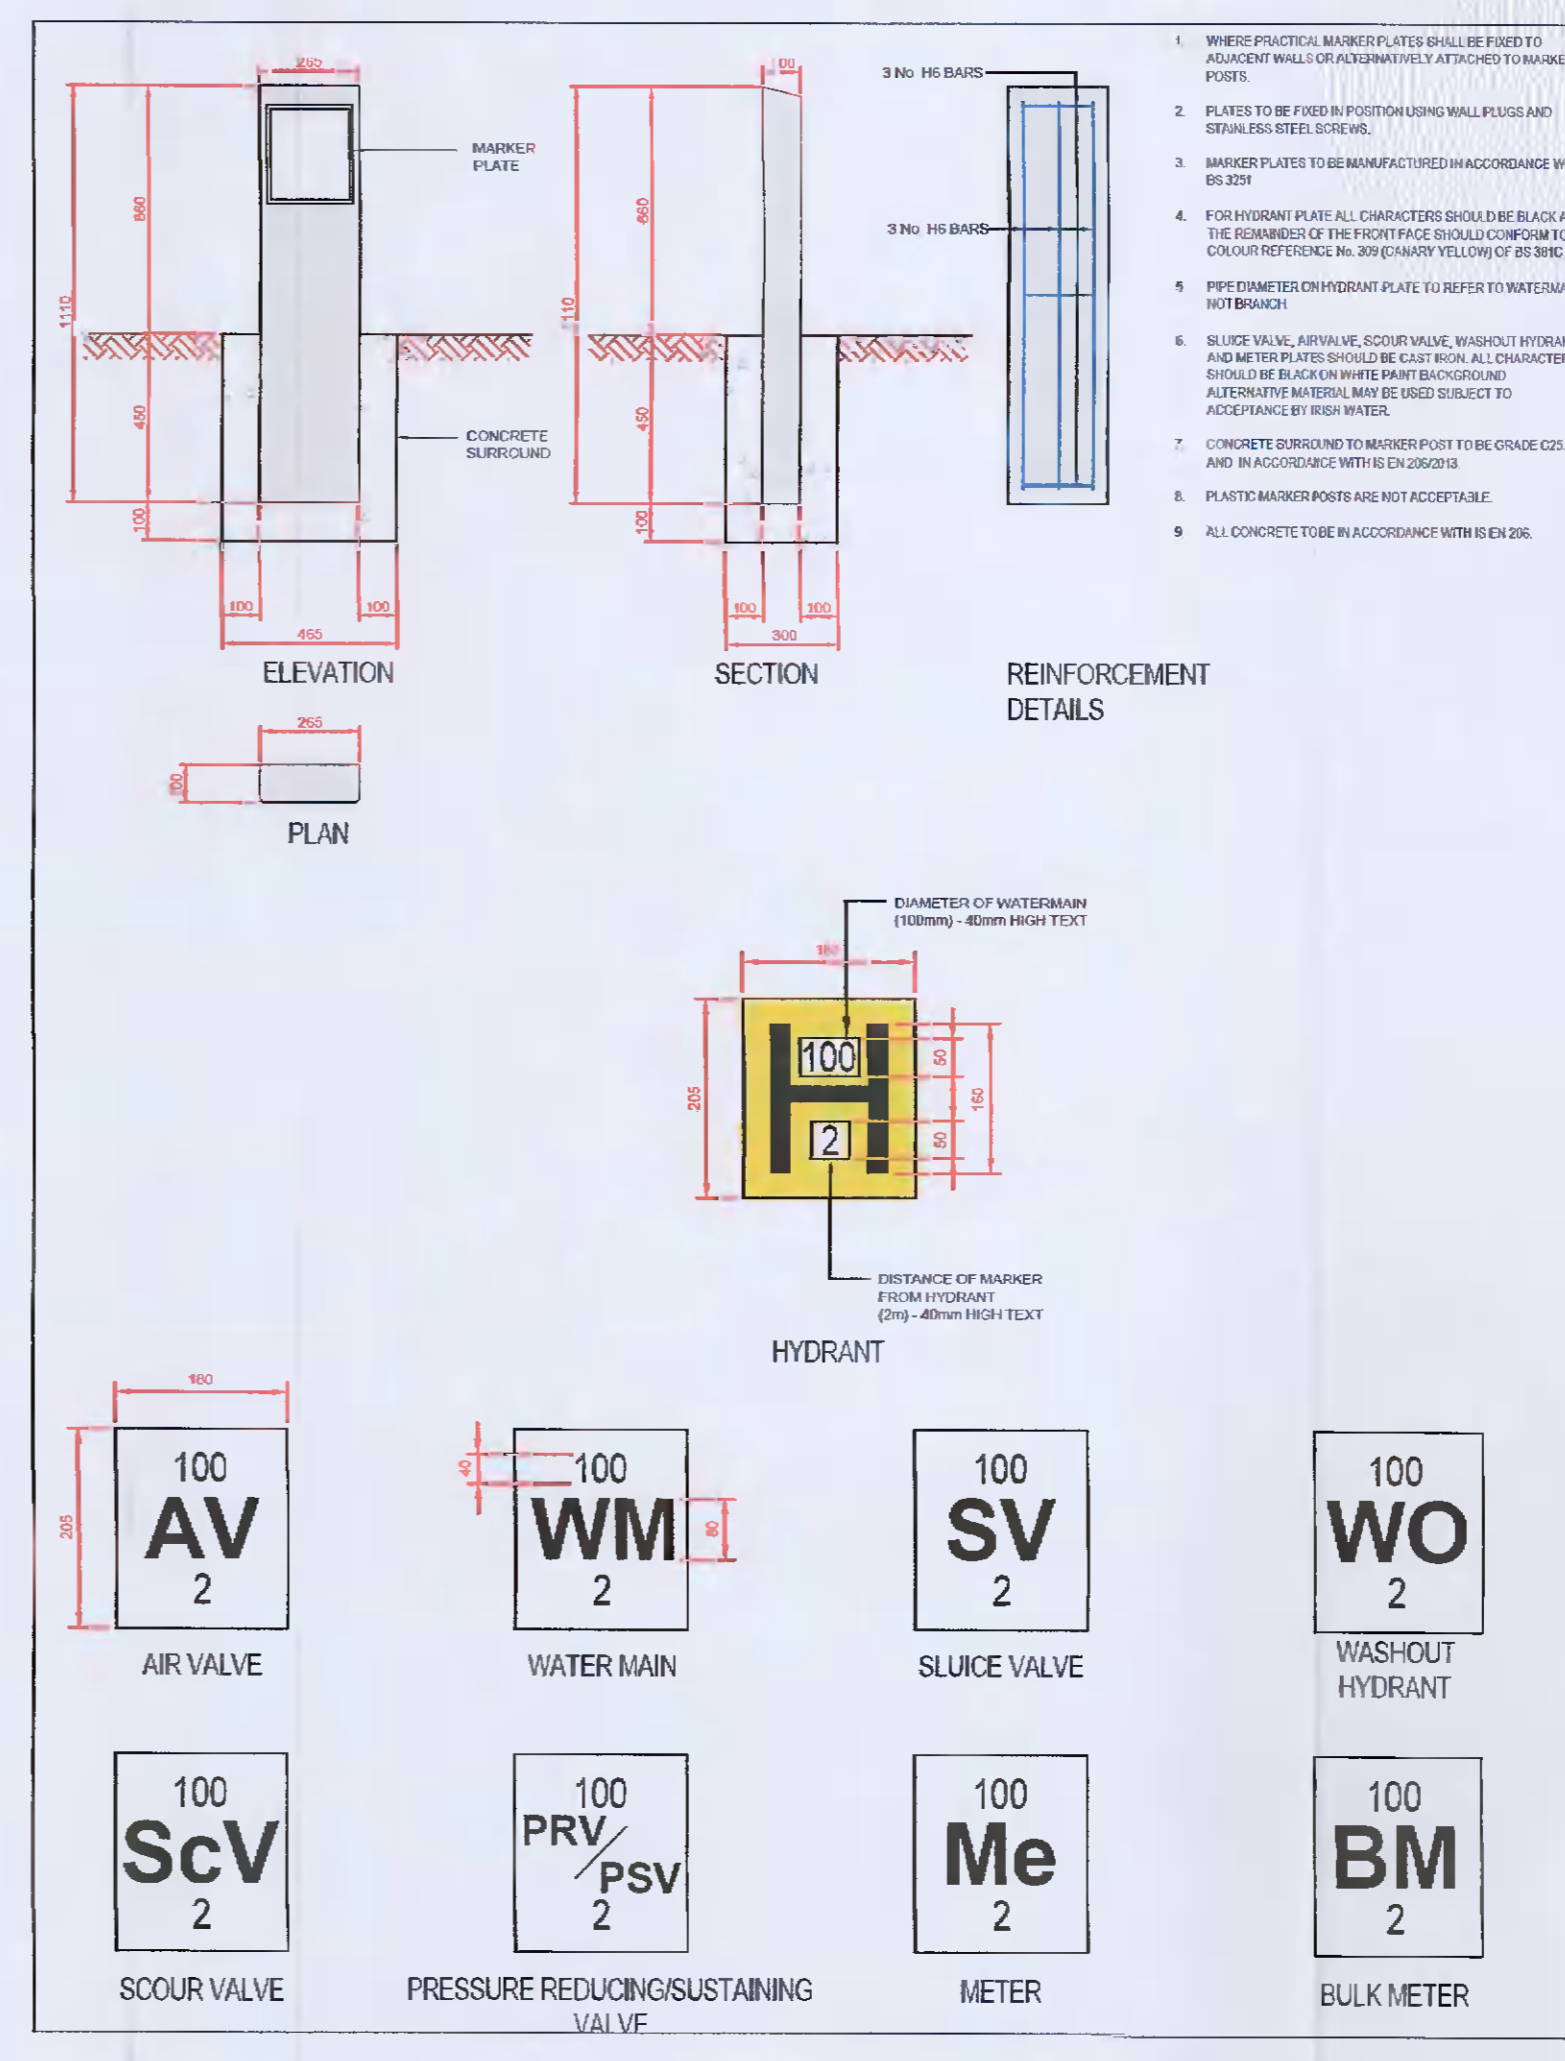 265
MARKER
PLATE
660
1110
450
100
CONCRETE
SURROUND
100
100
465
ELEVATION
265
100
PLAN
00
660
110
450
100
100
100
300
SECTION
3 No H6 BARS
3 No H6 BARS
REINFORCEMENT
DETAILS
1. WHERE PRACTICAL MARKER PLATES SHALL BE FIXED TO
ADJACENT WALLS OR ALTERNATIVELY ATTACHED TO MARKE
POSTS.
2. PLATES TO BE FIXED IN POSITION USING WALL PLUGS AND
STAINLESS STEEL SCREWS.
3. MARKER PLATES TO BE MANUFACTURED IN ACCORDANCE W
BS 3251
4. FOR HYDRANT PLATE ALL CHARACTERS SHOULD BE BLACK A
THE REMAINDER OF THE FRONT FACE SHOULD CONFORM TO
COLOUR REFERENCE No. 309 (CANARY YELLOW) OF BS 381C
5 PIPE DIAMETER ON HYDRANT PLATE TO REFER TO WATERMA
NOT BRANCH
6. SLUICE VALVE, AIRVALVE, SCOUR VALVE, WASHOUT HYDRA
AND METER PLATES SHOULD BE CAST IRON. ALL CHARACTE
SHOULD BE BLACK ON WHITE PAINT BACKGROUND
ALTERNATIVE MATERIAL MAY BE USED SUBJECT TO
ACCEPTANCE BY IRISH WATER.
7. CONCRETE SURROUND TO MARKER POST TO BE GRADE C25
AND IN ACCORDANCE WITH IS EN 206/2013.
8. PLASTIC MARKER POSTS ARE NOT ACCEPTABLE.
9 ALL CONCRETE TO BE IN ACCORDANCE WITH IS EN 206.
DIAMETER OF WATERMAIN
(100mm) - 40mm HIGH TEXT
180
205
H
100
2
50
50
160
DISTANCE OF MARKER
FROM HYDRANT
(2m) - 40mm HIGH TEXT
HYDRANT
180
205
100
AV
2
AIR VALVE
40
100
WM
2
80
WATER MAIN
100
SV
2
SLUICE VALVE
100
WO
2
WASHOUT
HYDRANT
100
ScV
2
SCOUR VALVE
100
PRV/
PSV
2
PRESSURE REDUCING/SUSTAINING
VALVE
100
Me
2
METER
100
BM
2
BULK METER